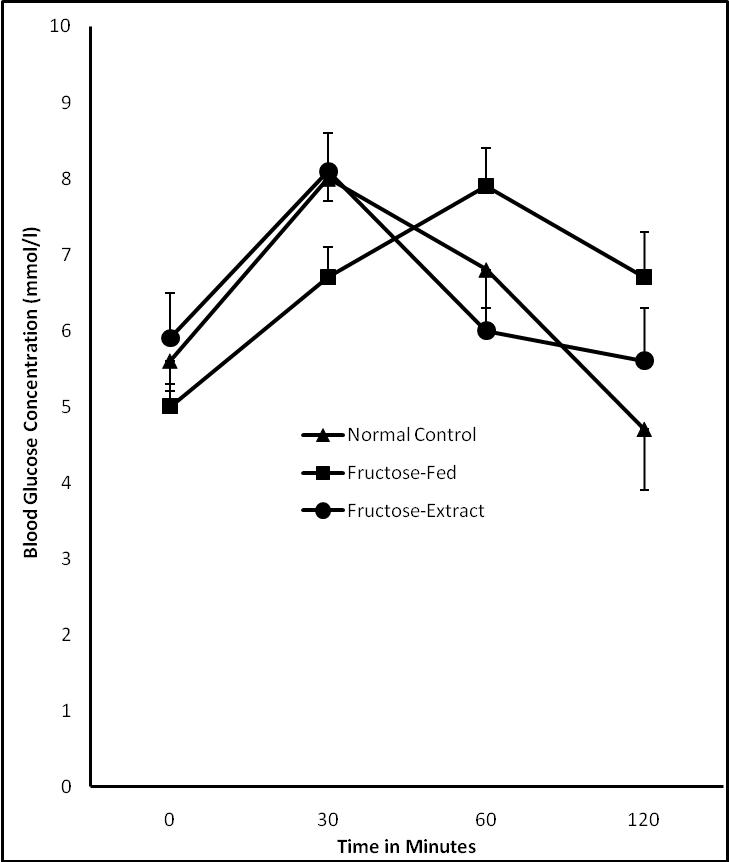 10
9
8
7
6
5
4
3
2
1
0
Blood Glucose Concentration (mmol/l)
Normal Control
Fructose-Fed
Fructose-Extract
0 30 60 120
Time in Minutes